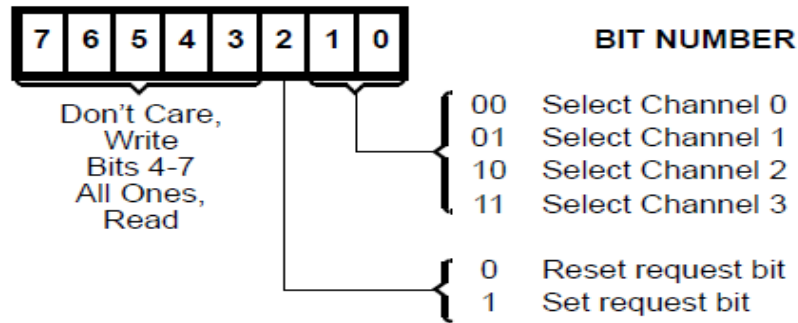 7 6 5 4 3 2 1 0
BIT NUMBER
Don't Care,
Write
Bits 4-7
All Ones,
Read
00 Select Channel 0
01 Select Channel 1
10 Select Channel 2
11 Select Channel 3
0 Reset request bit
1 Set request bit